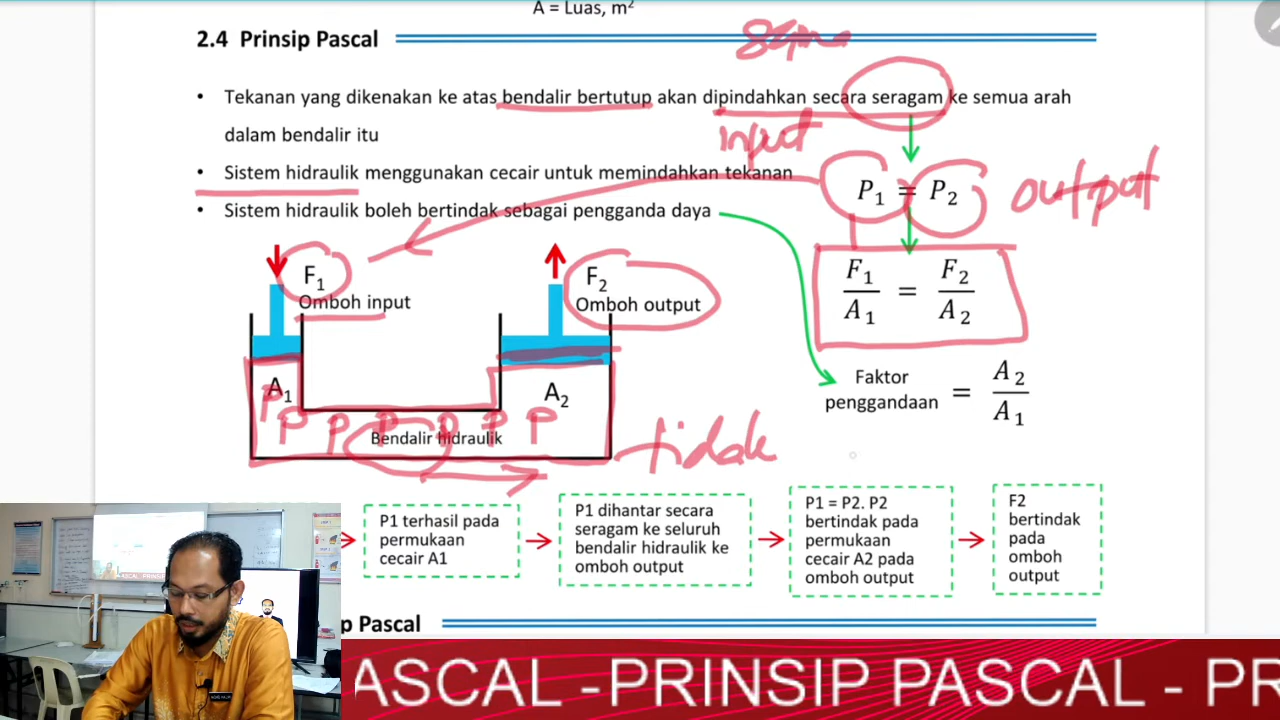 A = Luas, m²
2.4 Prinsip Pascal
• Tekanan yang dikenakan ke atas bendalir bertutup akan dipindahkan secara seragam ke semua arah
dalam bendalir itu
input
• Sistem hidraulik menggunakan cecair untuk memindahkan tekanan
P₁ = P₂
output
• Sistem hidraulik boleh bertindak sebagai pengganda daya
F₁
Omboh input
F₂
Omboh output
F₁/A₁ = F₂/A₂
A₁
A₂
P P P P P P P
Bendalir hidraulik
tidak
Faktor
penggandaan = A₂/A₁
P1 terhasil pada
permukaan
cecair A1
P1 dihantar secara
seragam ke seluruh
bendalir hidraulik ke
omboh output
P1 = P2. P2
bertindak pada
permukaan
cecair A2 pada
omboh output
F2
bertindak
pada
omboh
output
p Pascal
ASCAL - PRINSIP PASCAL - PR